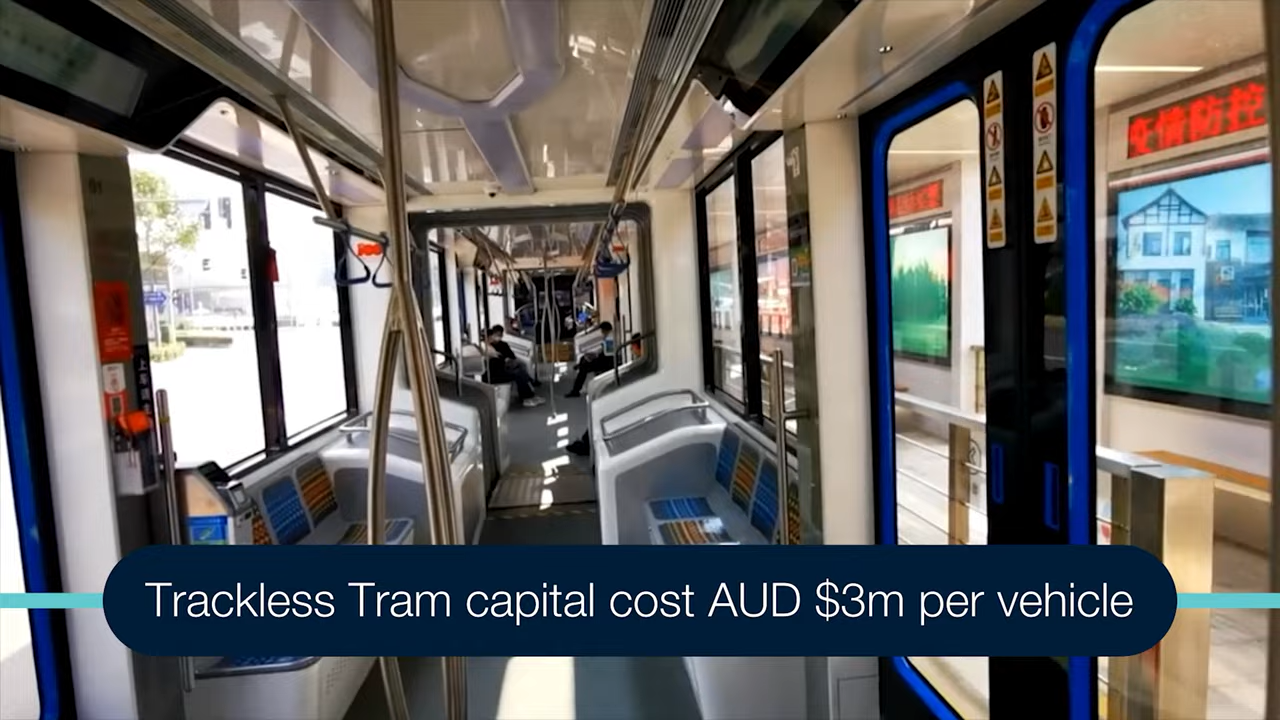 疫情防控
Trackless Tram capital cost AUD $3m per vehicle